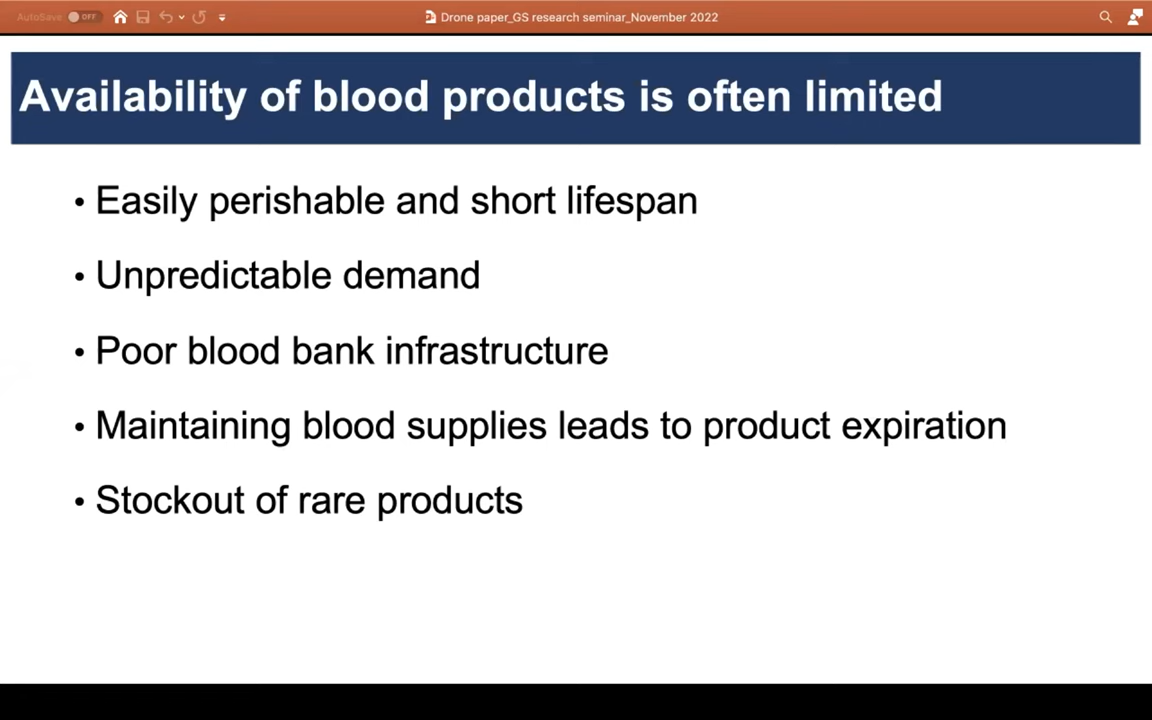 AutoSave OFF Drone paper_GS research seminar_November 2022
Availability of blood products is often limited
• Easily perishable and short lifespan
• Unpredictable demand
• Poor blood bank infrastructure
• Maintaining blood supplies leads to product expiration
• Stockout of rare products